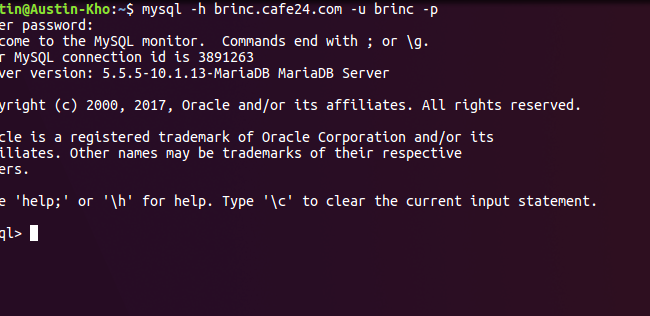 tin@Austin-Kho:~$ mysql -h brinc.cafe24.com -u brinc -p
er password:
come to the MySQL monitor.  Commands end with ; or \g.
r MySQL connection id is 3891263
ver version: 5.5.5-10.1.13-MariaDB MariaDB Server
yright (c) 2000, 2017, Oracle and/or its affiliates. All rights reserved.
cle is a registered trademark of Oracle Corporation and/or its
iliates. Other names may be trademarks of their respective
ers.
e 'help;' or '\h' for help. Type '\c' to clear the current input statement.
ql>